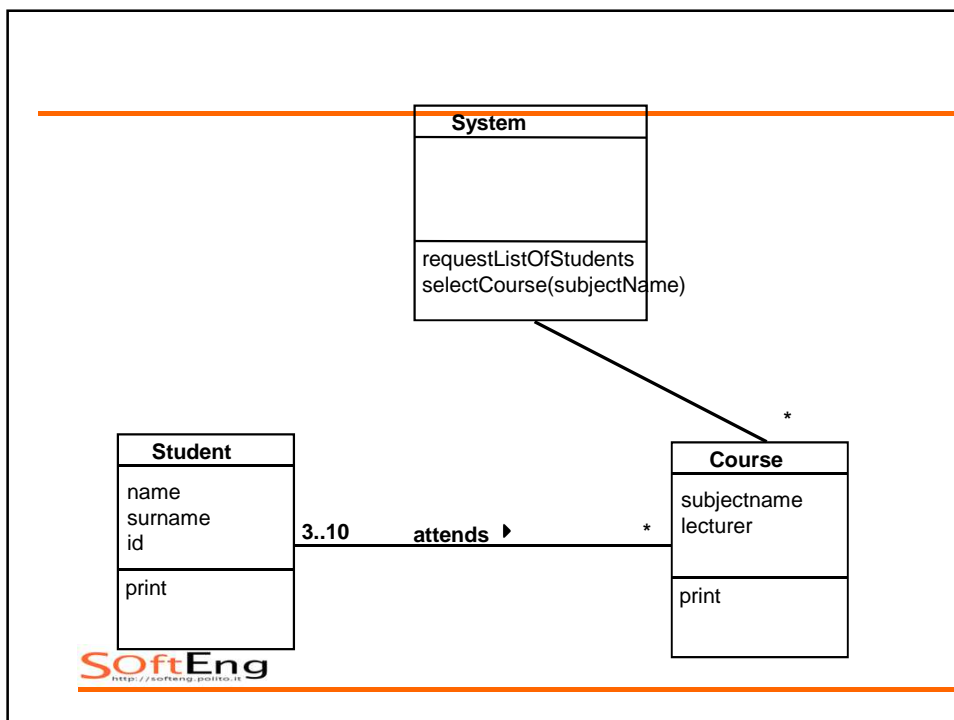 System
requestListOfStudents
selectCourse(subjectName)
*
Student
name
surname
id
print
3..10
attends
*
Course
subjectname
lecturer
print
SOftEng
http://softeng.polito.it